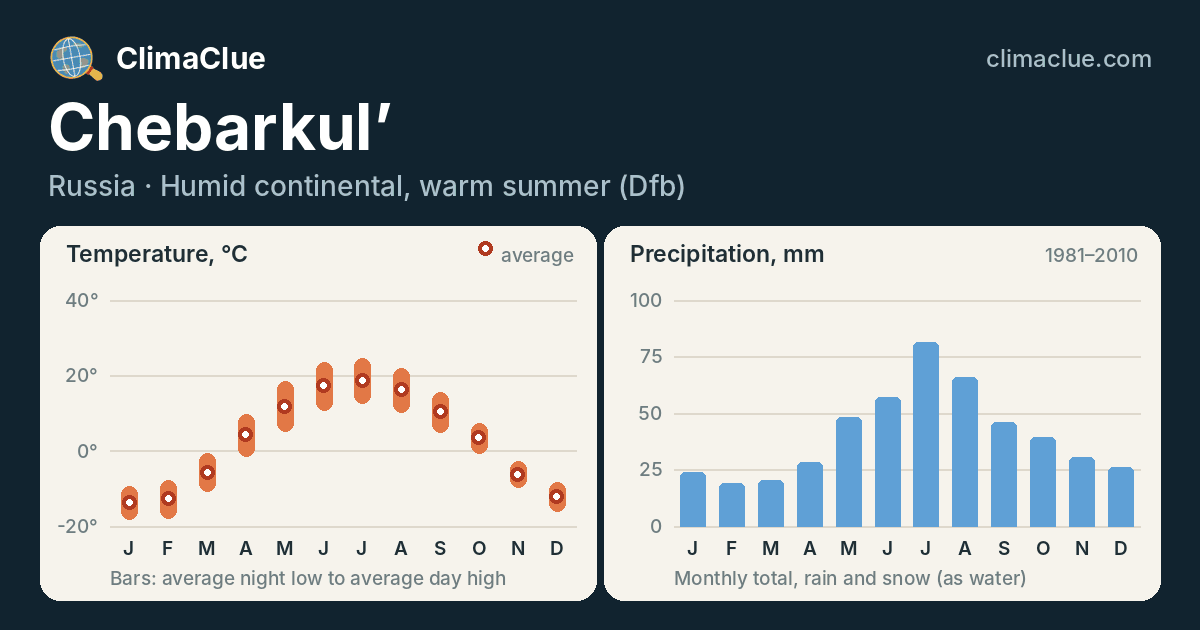 ClimaClue
climaclue.com
Chebarkul’
Russia · Humid continental, warm summer (Dfb)
Temperature, °C
average
40°
20°
0°
-20°
J F M A M J J A S O N D
Bars: average night low to average day high
Precipitation, mm
1981–2010
100
75
50
25
0
J F M A M J J A S O N D
Monthly total, rain and snow (as water)